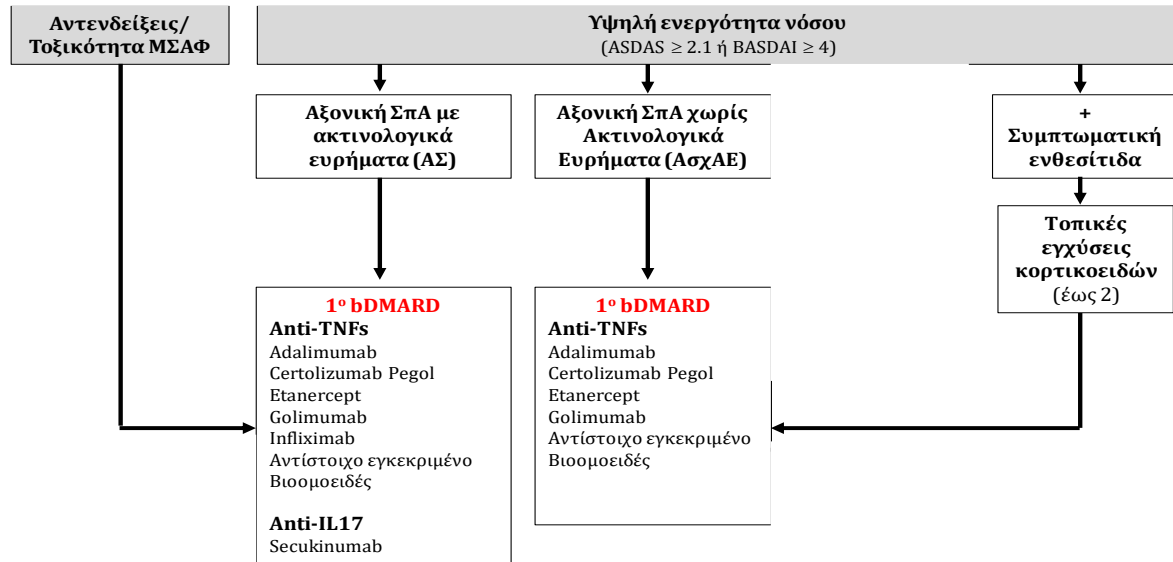 Αντενδείξεις/
Τοξικότητα ΜΣΑΦ
Υψηλή ενεργότητα νόσου
(ASDAS ≥ 2.1 ή BASDAI ≥ 4)
Αξονική ΣπΑ με
ακτινολογικά
ευρήματα (ΑΣ)
Αξονική ΣπΑ χωρίς
Ακτινολογικά
Ευρήματα (ΑσχΑΕ)
+
Συμπτωματική
ενθεσίτιδα
Τοπικές
εγχύσεις
κορτικοειδών
(έως 2)
1ο bDMARD
Anti-TNFs
Adalimumab
Certolizumab Pegol
Etanercept
Golimumab
Infliximab
Αντίστοιχο εγκεκριμένο
Βιοομοειδές
Anti-IL17
Secukinumab
1ο bDMARD
Anti-TNFs
Adalimumab
Certolizumab Pegol
Etanercept
Golimumab
Αντίστοιχο εγκεκριμένο
Βιοομοειδές